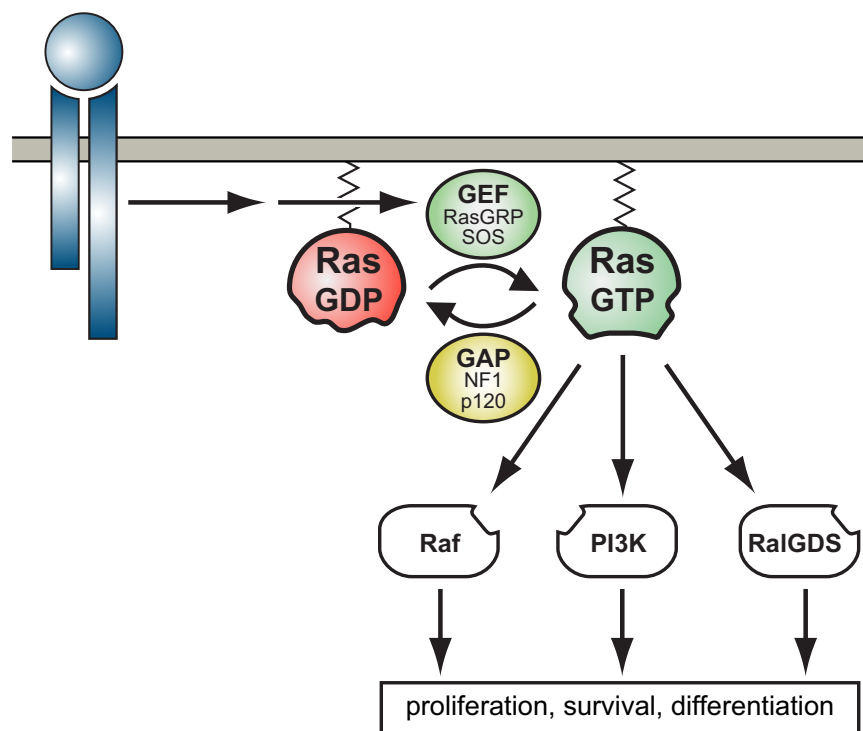 GEF
RasGRP
SOS
Ras
GDP
Ras
GTP
GAP
NF1
p120
Raf
PI3K
RalGDS
proliferation, survival, differentiation